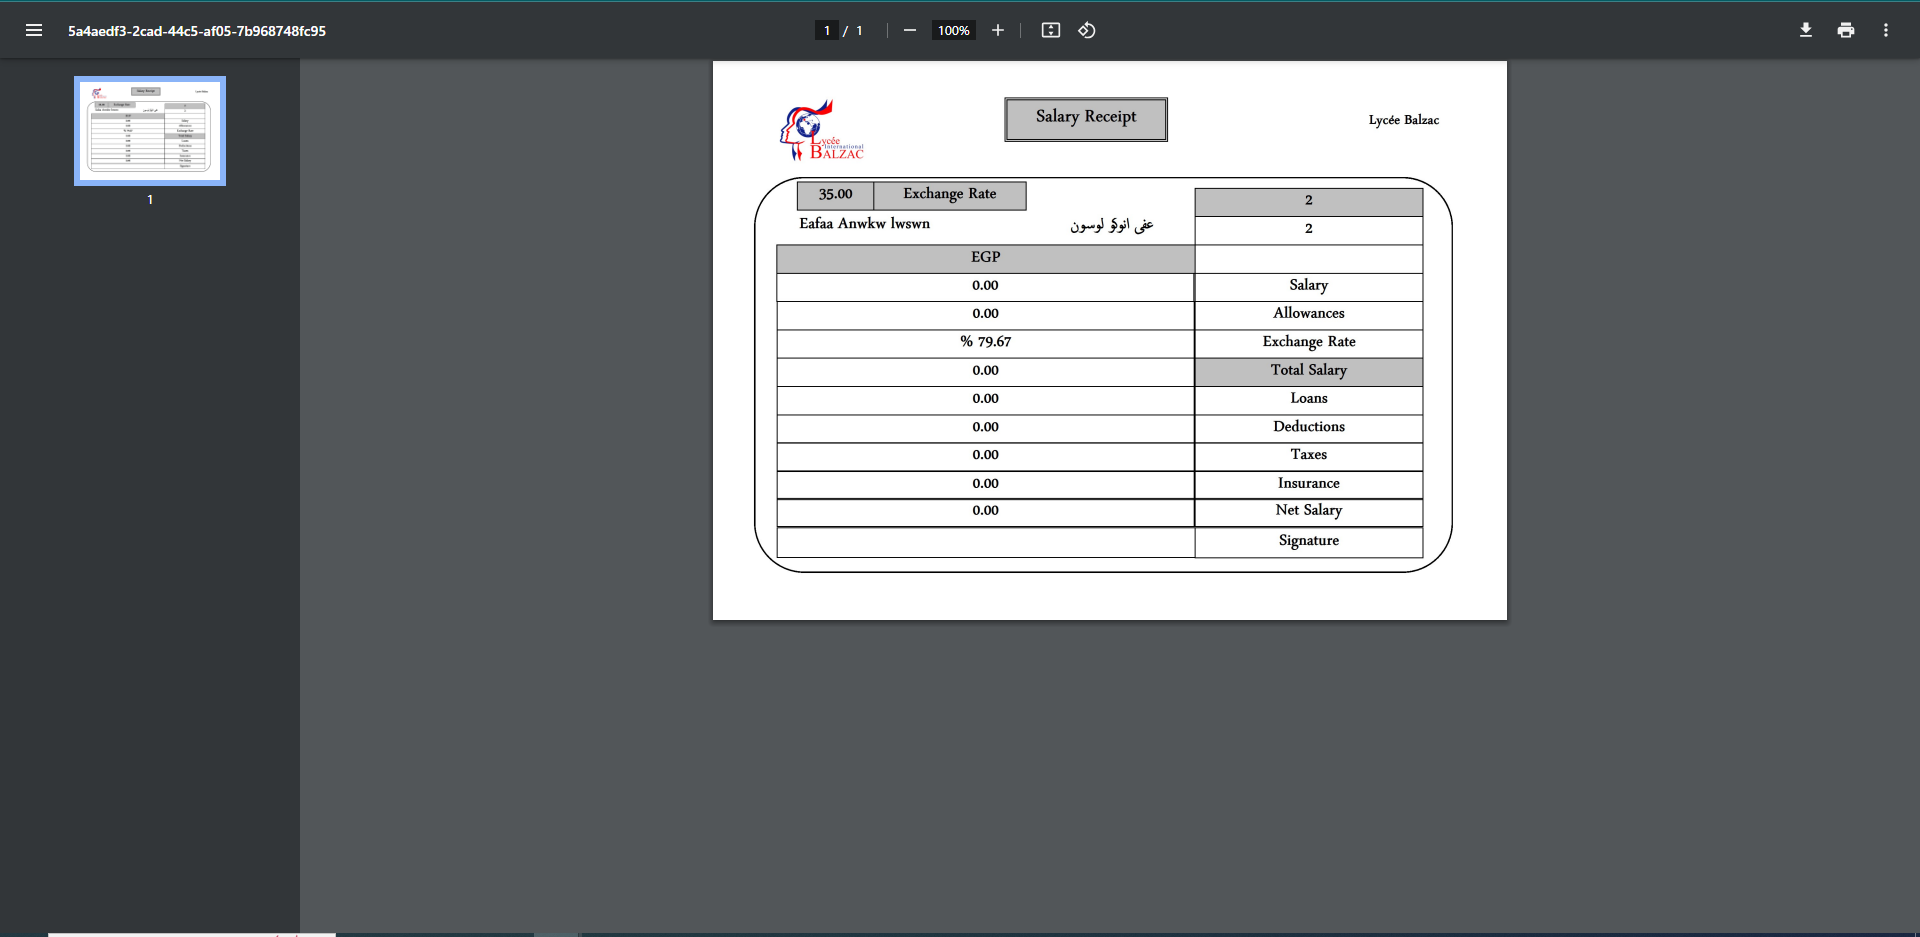 5a4aedf3-2cad-44c5-af05-7b968748fc95
1 / 1
100%
1
Lycée
International
BALZAC
Salary Receipt
Lycée Balzac
35.00 Exchange Rate
2
Eafaa Anwkw lwswn
عفى انوكو لوسون
2
EGP
0.00 Salary
0.00 Allowances
% 79.67 Exchange Rate
0.00 Total Salary
0.00 Loans
0.00 Deductions
0.00 Taxes
0.00 Insurance
0.00 Net Salary
Signature